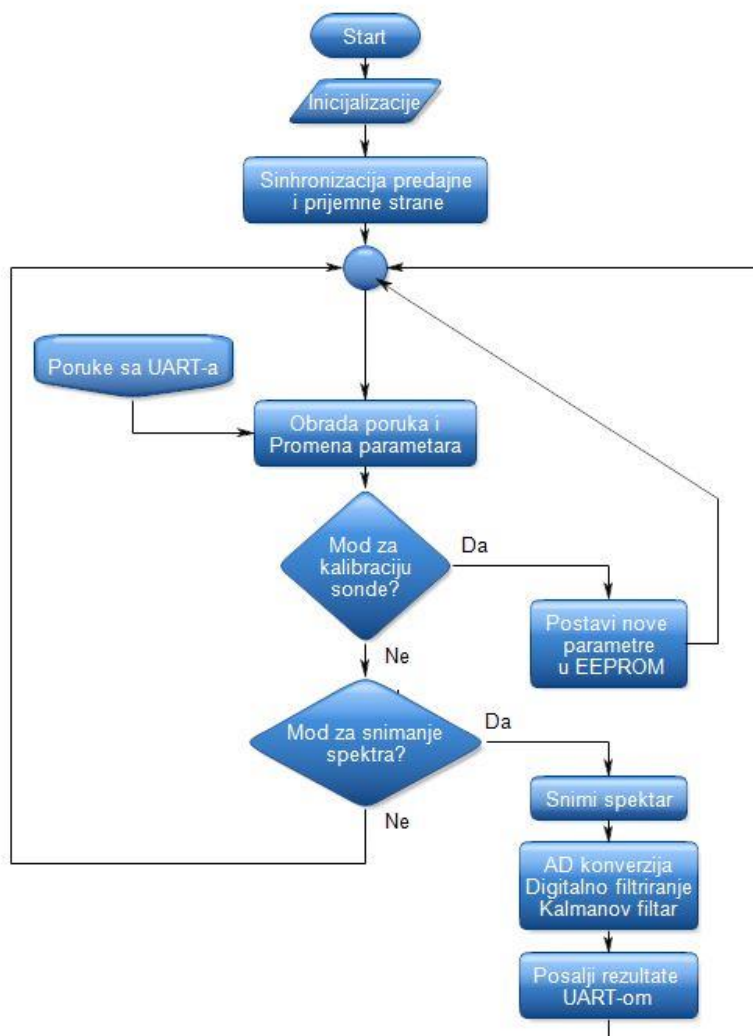 Start
Inicijalizacije
Sinhronizacija predajne
i prijemne strane
Poruke sa UART-a
Obrada poruka i
Promena parametara
Mod za
kalibraciju
sonde?
Da
Postavi nove
parametre
u EEPROM
Ne
Mod za snimanje
spektra?
Da
Ne
Snimi spektar
AD konverzija
Digitalno filtriranje
Kalmanov filtar
Posalji rezultate
UART-om